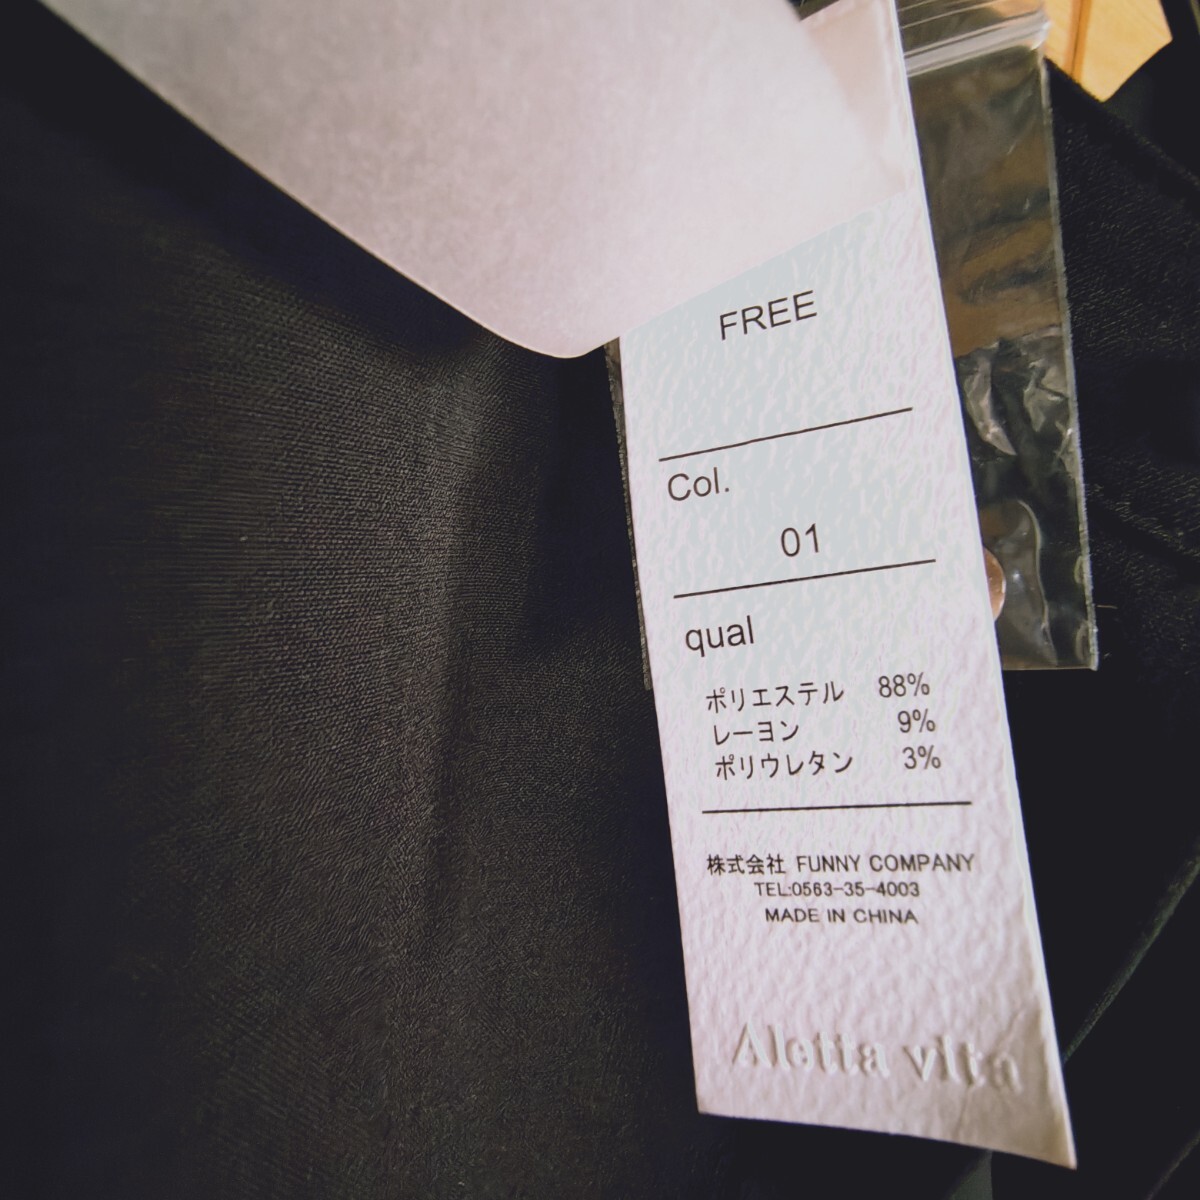 FREE
Col.
01
qual
ポリエステル 88%
レーヨン 9%
ポリウレタン 3%
株式会社 FUNNY COMPANY
TEL:0563-35-4003
MADE IN CHINA
Aletta vita